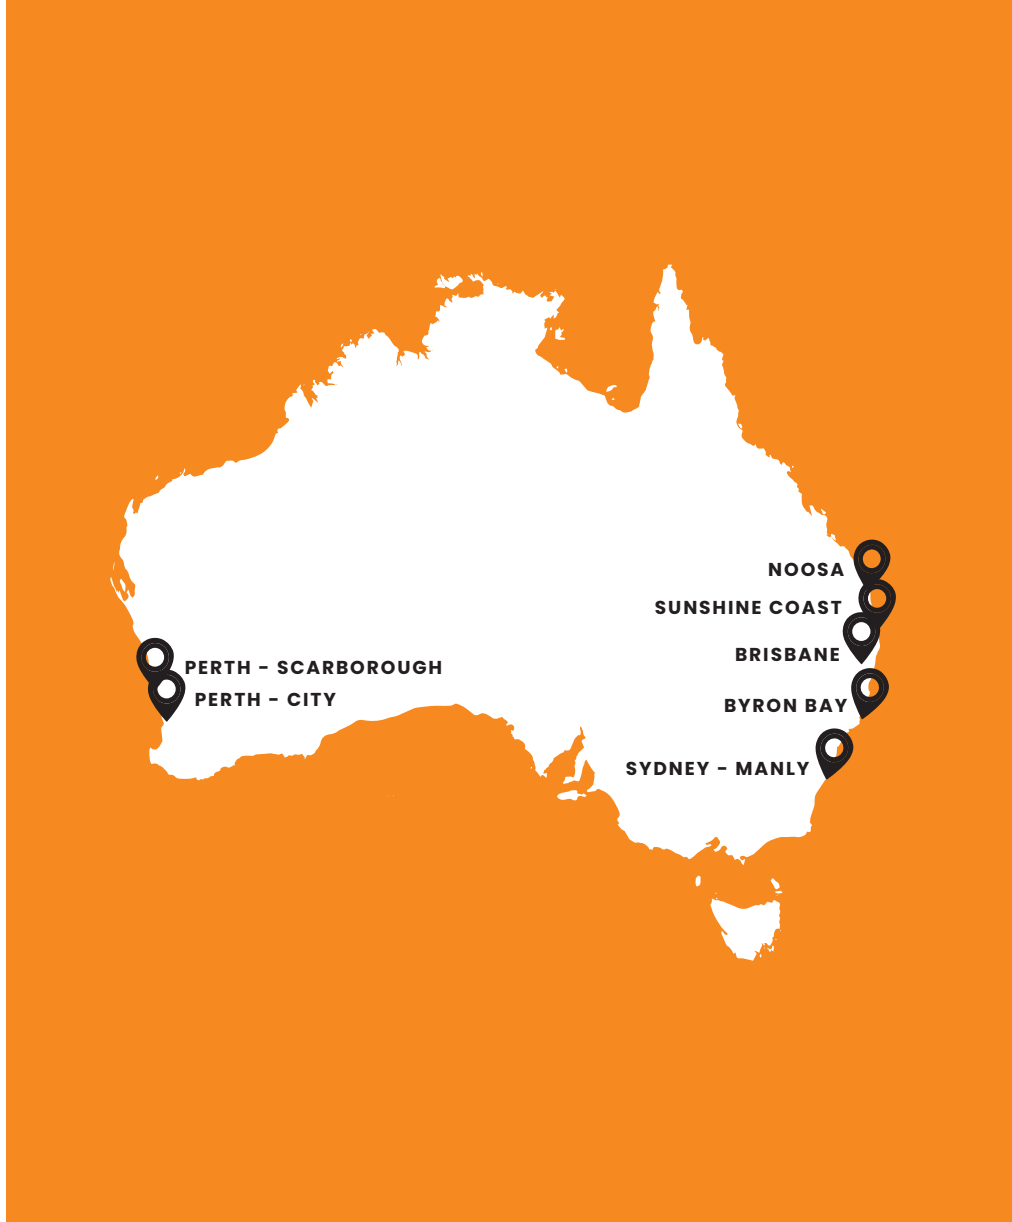 NOOSA
SUNSHINE COAST
BRISBANE
PERTH - SCARBOROUGH
PERTH - CITY
BYRON BAY
SYDNEY - MANLY